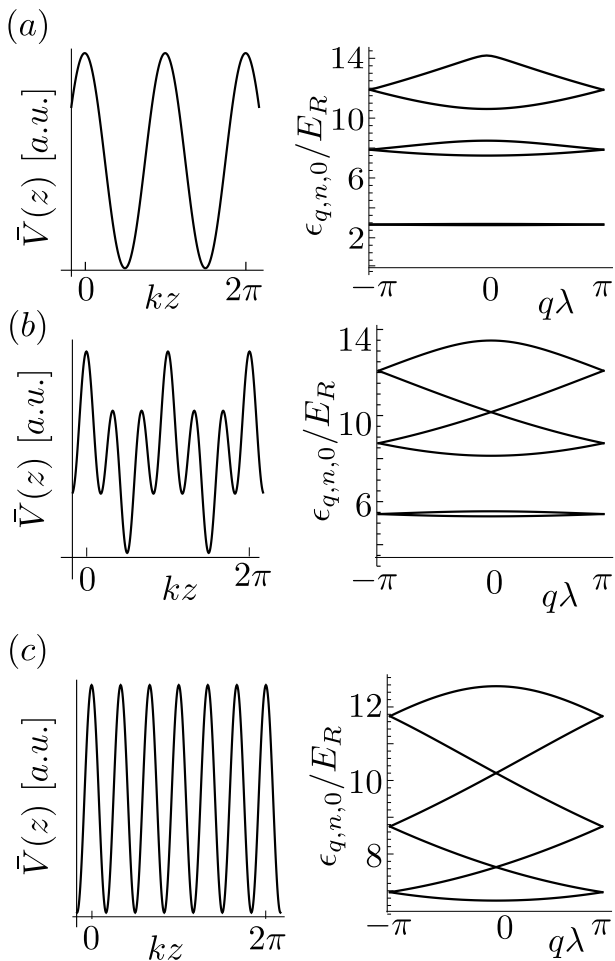 (a)
V̄(z) [a.u.]
0
2π
kz
ϵ_{q,n,0}/E_R
14
10
6
2
−π
0
π
qλ
(b)
V̄(z) [a.u.]
0
2π
kz
ϵ_{q,n,0}/E_R
14
10
6
−π
0
π
qλ
(c)
V̄(z) [a.u.]
0
2π
kz
ϵ_{q,n,0}/E_R
12
10
8
−π
0
π
qλ